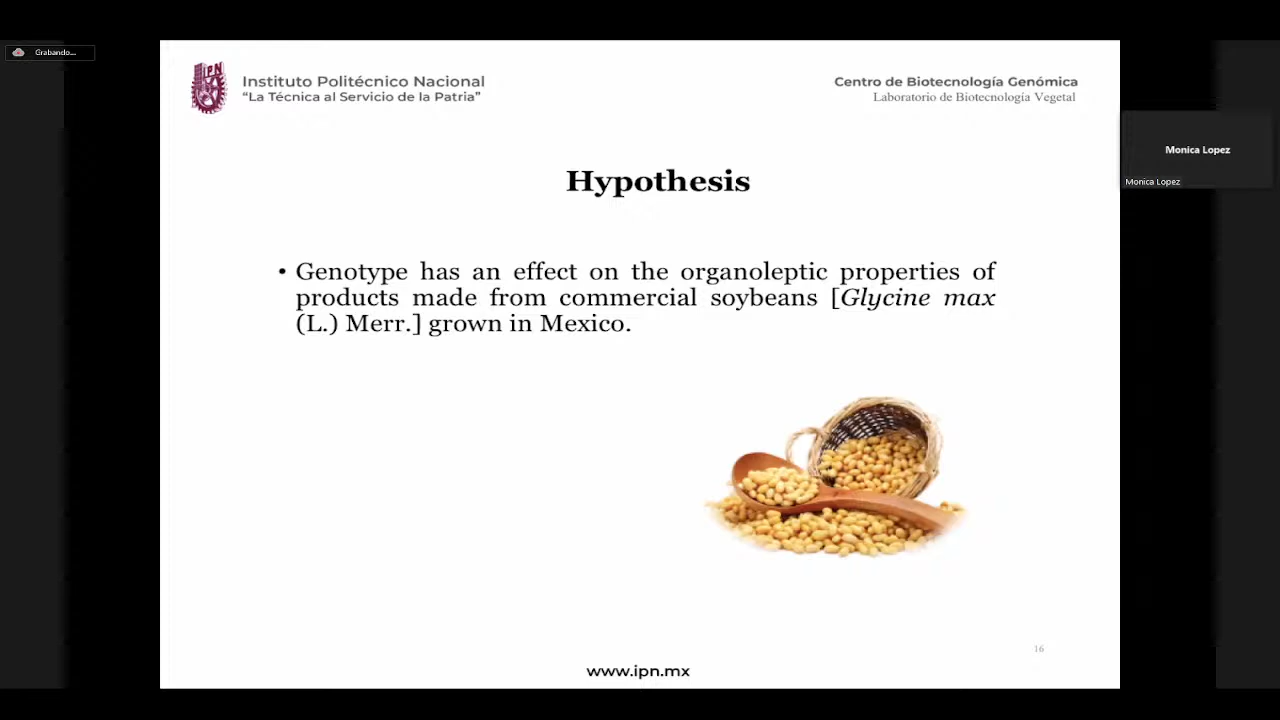 Grabando...
IPN
Instituto Politécnico Nacional
"La Técnica al Servicio de la Patria"
Centro de Biotecnología Genómica
Laboratorio de Biotecnología Vegetal
Monica Lopez
Monica Lopez
Hypothesis
• Genotype has an effect on the organoleptic properties of
products made from commercial soybeans [Glycine max
(L.) Merr.] grown in Mexico.
16
www.ipn.mx